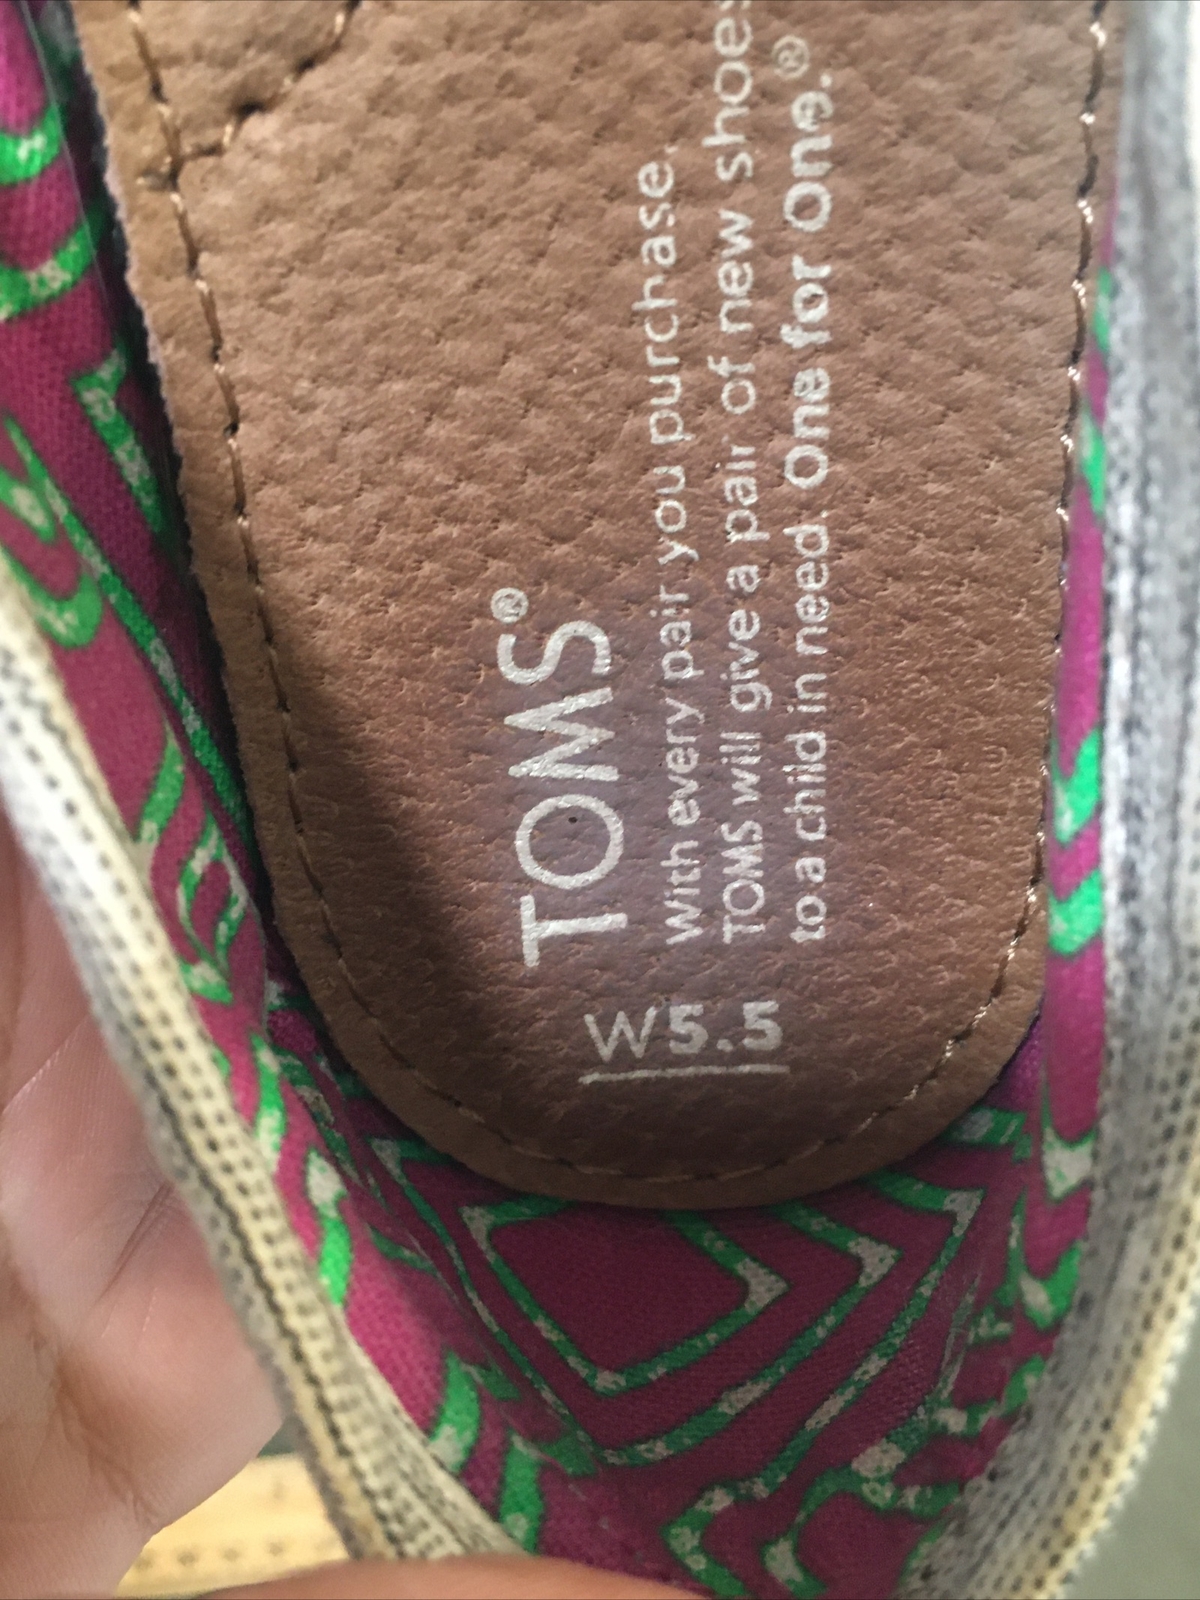 TOMS®
With every pair you purchase,
TOMS will give a pair of new shoes
to a child in need. One for One.®
W5.5